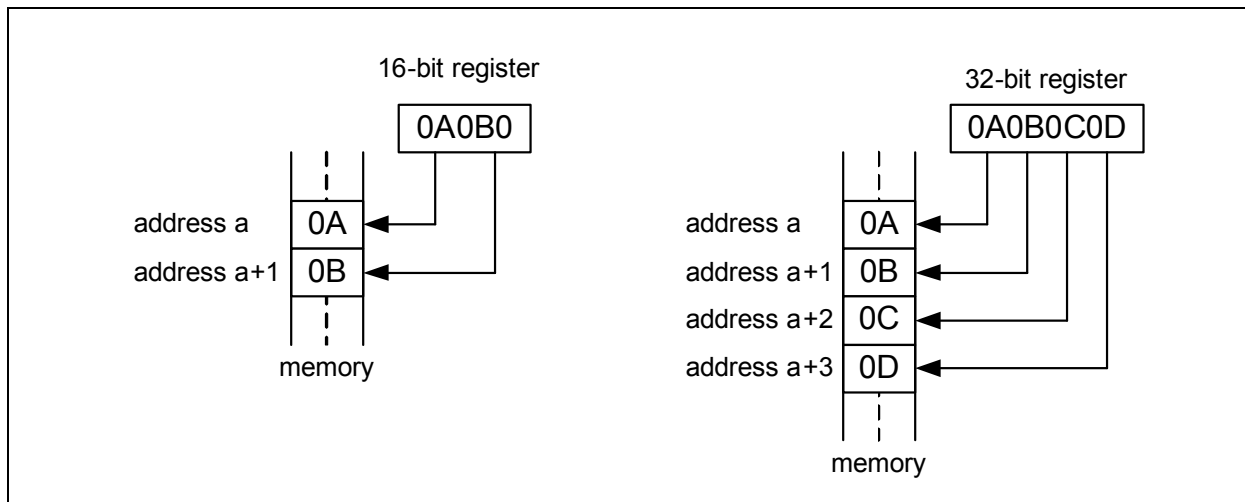 16-bit register
0A0B0
address a
0A
address a+1
0B
memory
32-bit register
0A0B0C0D
address a
0A
address a+1
0B
address a+2
0C
address a+3
0D
memory